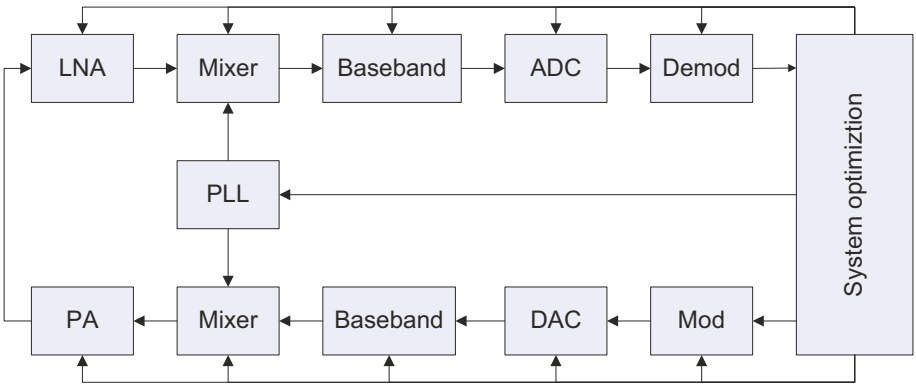 LNA
Mixer
Baseband
ADC
Demod
System optimiztion
PLL
PA
Mixer
Baseband
DAC
Mod